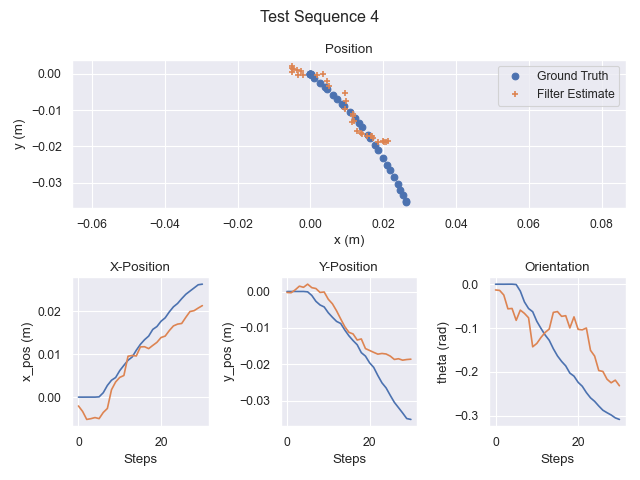 Test Sequence 4
Position
Ground Truth
Filter Estimate
y (m)
0.00
−0.01
−0.02
−0.03
−0.06 −0.04 −0.02 0.00 0.02 0.04 0.06 0.08
x (m)
X-Position
x_pos (m)
0.02
0.01
0.00
0 20
Steps
Y-Position
y_pos (m)
0.00
−0.01
−0.02
−0.03
0 20
Steps
Orientation
theta (rad)
0.0
−0.1
−0.2
−0.3
0 20
Steps